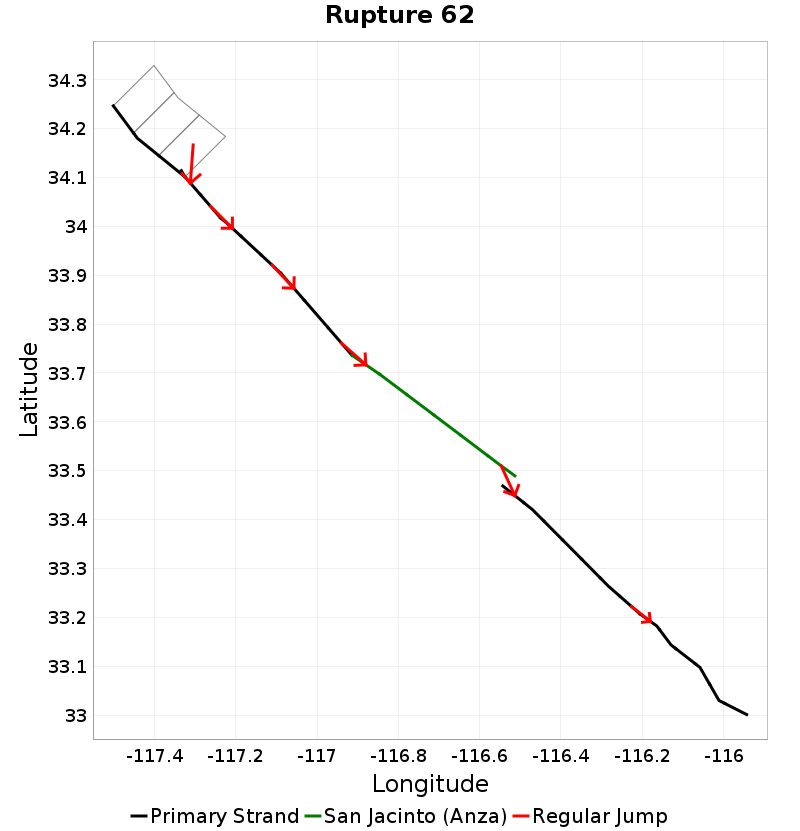 Rupture 62
34.3
34.2
34.1
34
33.9
33.8
33.7
33.6
33.5
33.4
33.3
33.2
33.1
33
Latitude
-117.4 -117.2 -117 -116.8 -116.6 -116.4 -116.2 -116
Longitude
Primary Strand San Jacinto (Anza) Regular Jump